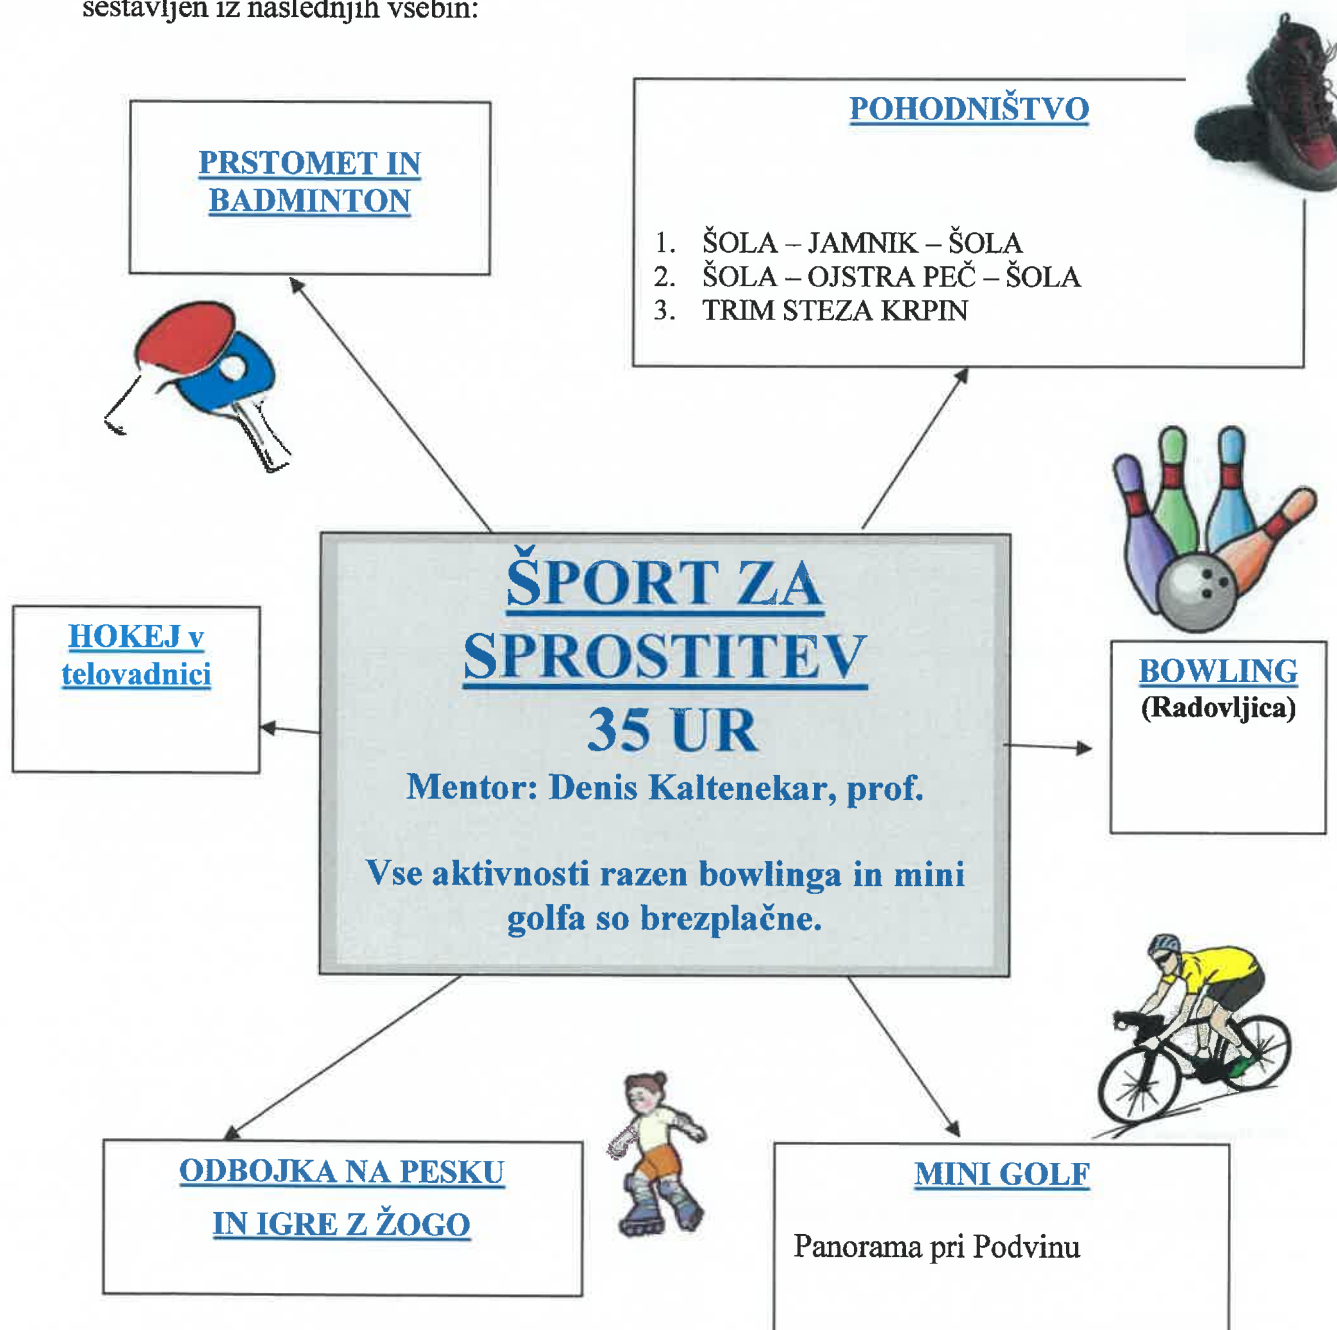 sestavljen iz naslednjih vsebin:
PRSTOMET IN
BADMINTON
POHODNIŠTVO
1. ŠOLA – JAMNIK – ŠOLA
2. ŠOLA – OJSTRA PEČ – ŠOLA
3. TRIM STEZA KRPIN
HOKEJ v
telovadnici
ŠPORT ZA
SPROSTITEV
35 UR
Mentor: Denis Kaltenekar, prof.
Vse aktivnosti razen bowlinga in mini
golfa so brezplačne.
BOWLING
(Radovljica)
ODBOJKA NA PESKU
IN IGRE Z ŽOGO
MINI GOLF
Panorama pri Podvinu